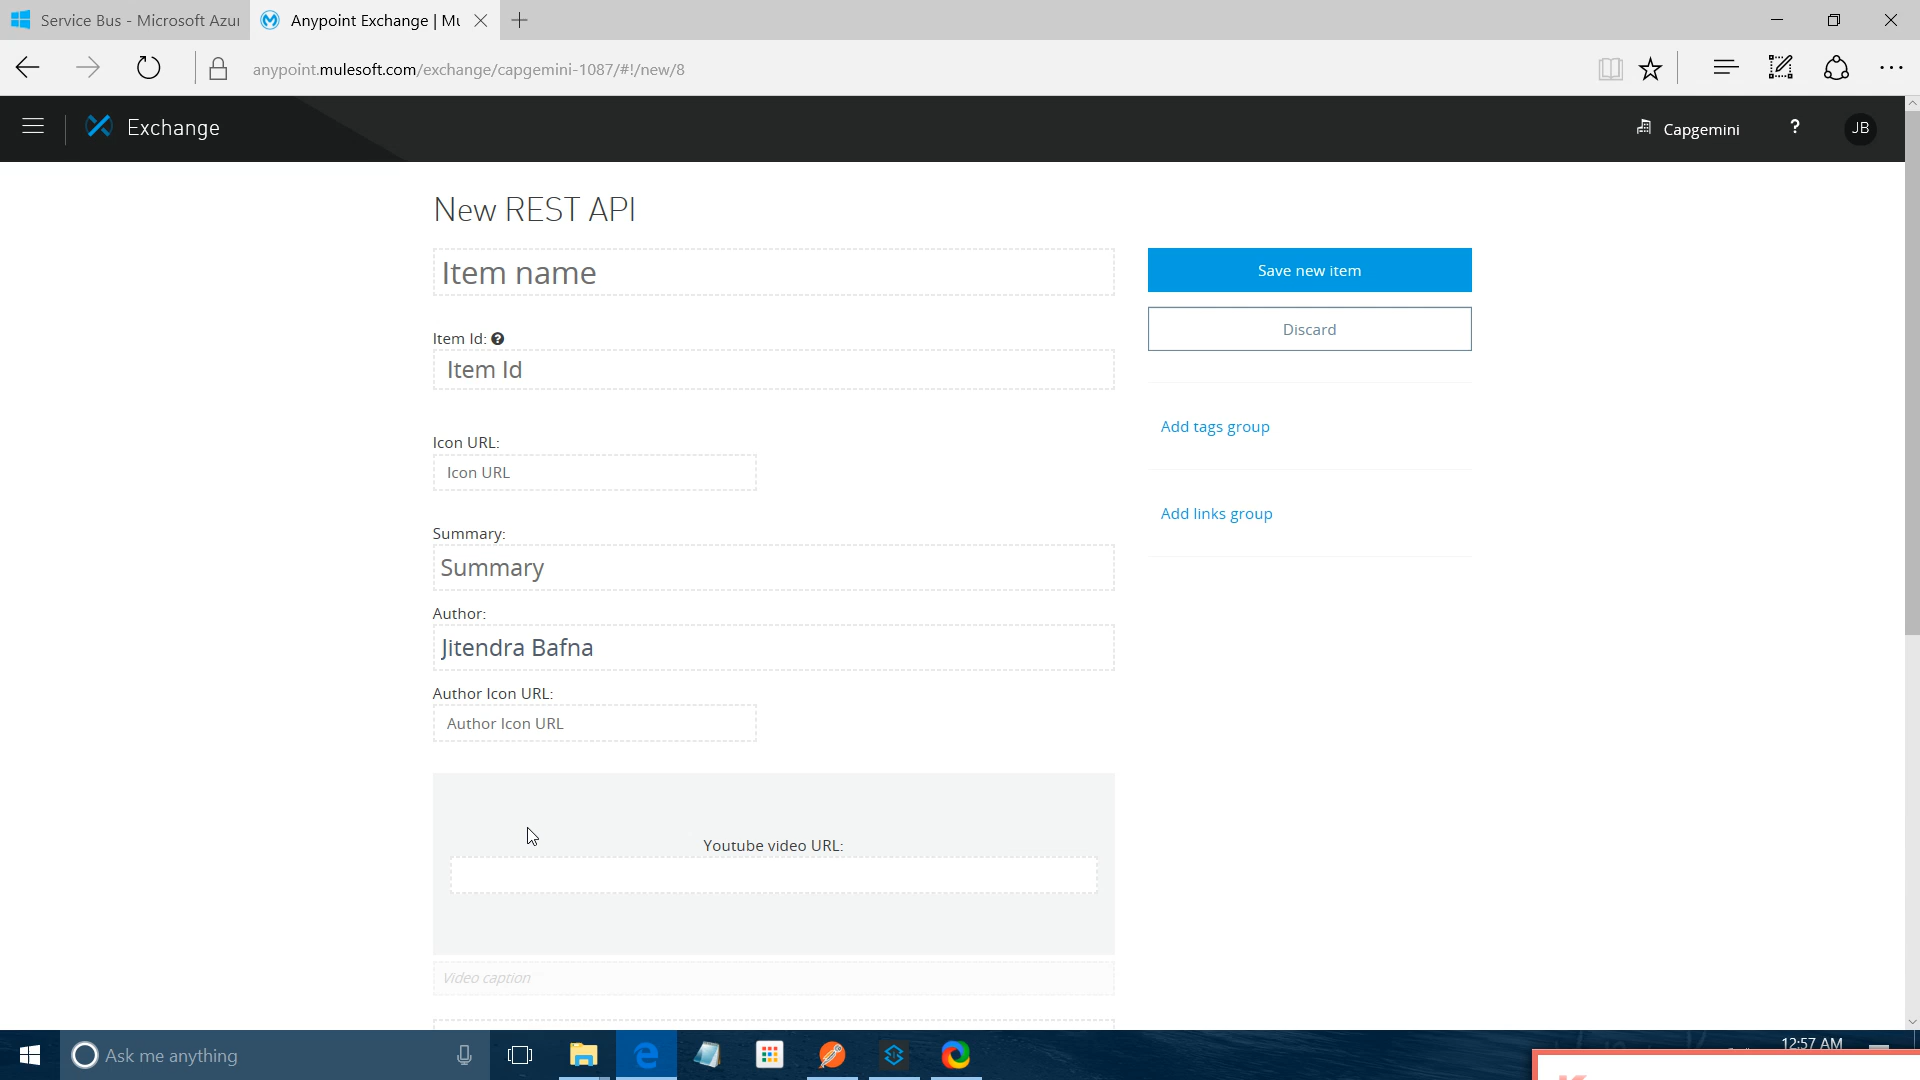 Service Bus - Microsoft Azu
Anypoint Exchange | Mu
anypoint.mulesoft.com/exchange/capgemini-1087/#!/new/8
Exchange
Capgemini
?
JB
New REST API
Item name
Save new item
Item Id:
Item Id
Discard
Add tags group
Icon URL:
Icon URL
Add links group
Summary:
Summary
Author:
Jitendra Bafna
Author Icon URL:
Author Icon URL
Youtube video URL:
Video caption
Ask me anything
12:57 AM